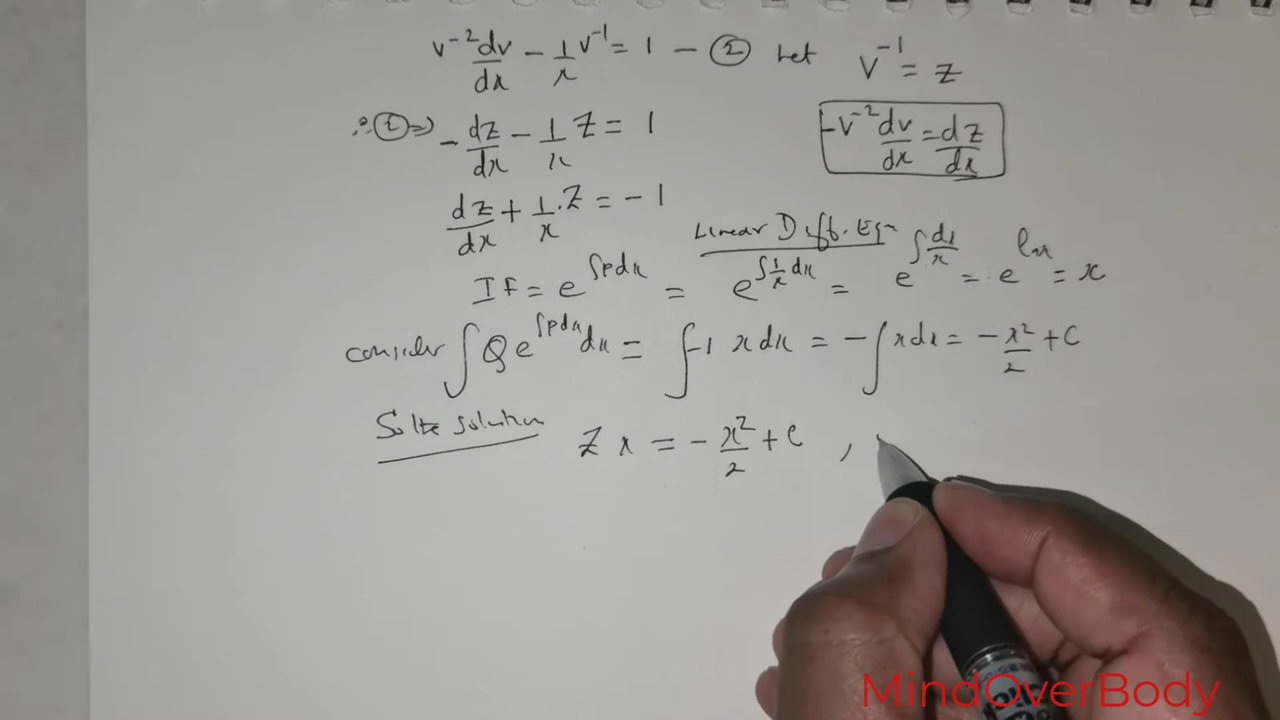 v⁻² dv/dx - 1/x v⁻¹ = 1 - ② Let v⁻¹ = z
∴ ② ⇒ - dz/dx - 1/x z = 1
-v⁻² dv/dx = dz/dx
dz/dx + 1/x . z = - 1
Linear Diff. Eqn
IF = e^∫pdx = e^∫1/x dx = e^∫dx/x = e^lnx = x
consider ∫Q e^∫pdx dx = ∫-1 x dx = -∫x dx = -x²/2 + C
solution z x = - x²/2 + C ,
MindOverBody